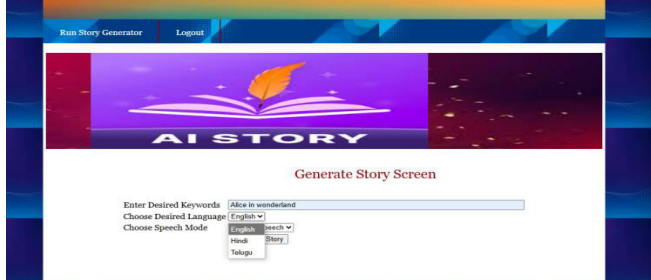 Run Story Generator Logout
AI STORY
Generate Story Screen
Enter Desired Keywords Alice in wonderland
Choose Desired Language English
Choose Speech Mode
English
Hindi Story
Telugu